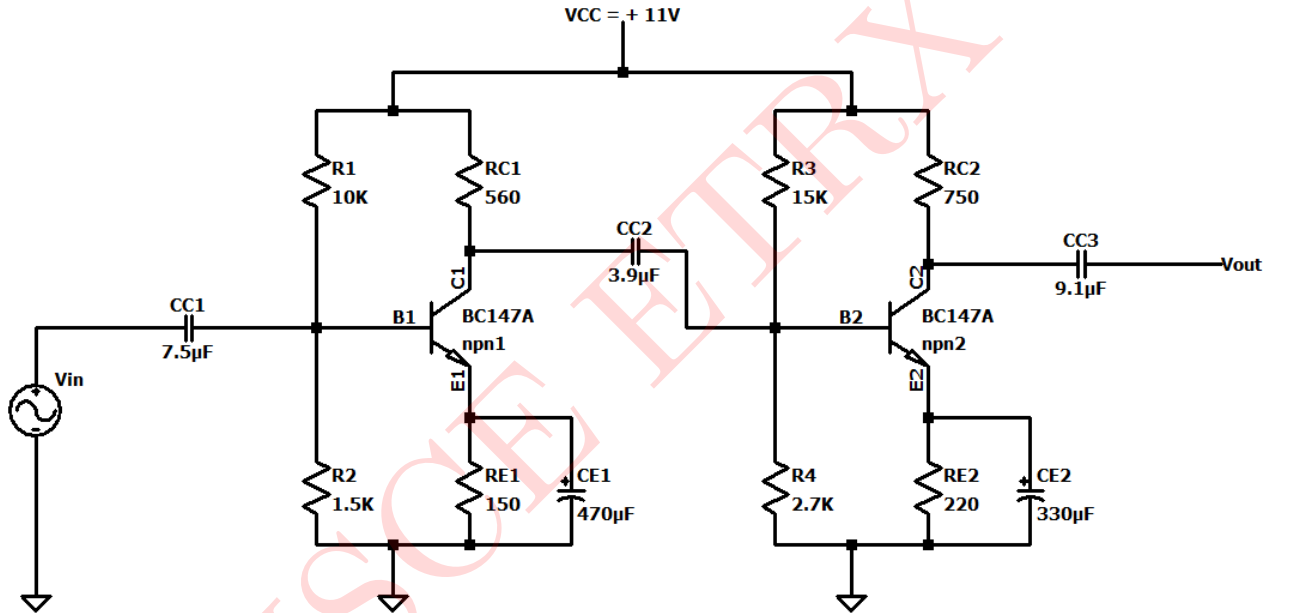 VCC = + 11V
R1
10K
RC1
560
R3
15K
RC2
750
CC2
3.9µF
CC3
9.1µF
Vout
C1
C2
CC1
7.5µF
B1
BC147A
npn1
B2
BC147A
npn2
E1
E2
Vin
R2
1.5K
RE1
150
CE1
470µF
R4
2.7K
RE2
220
CE2
330µF
SCE ETRX